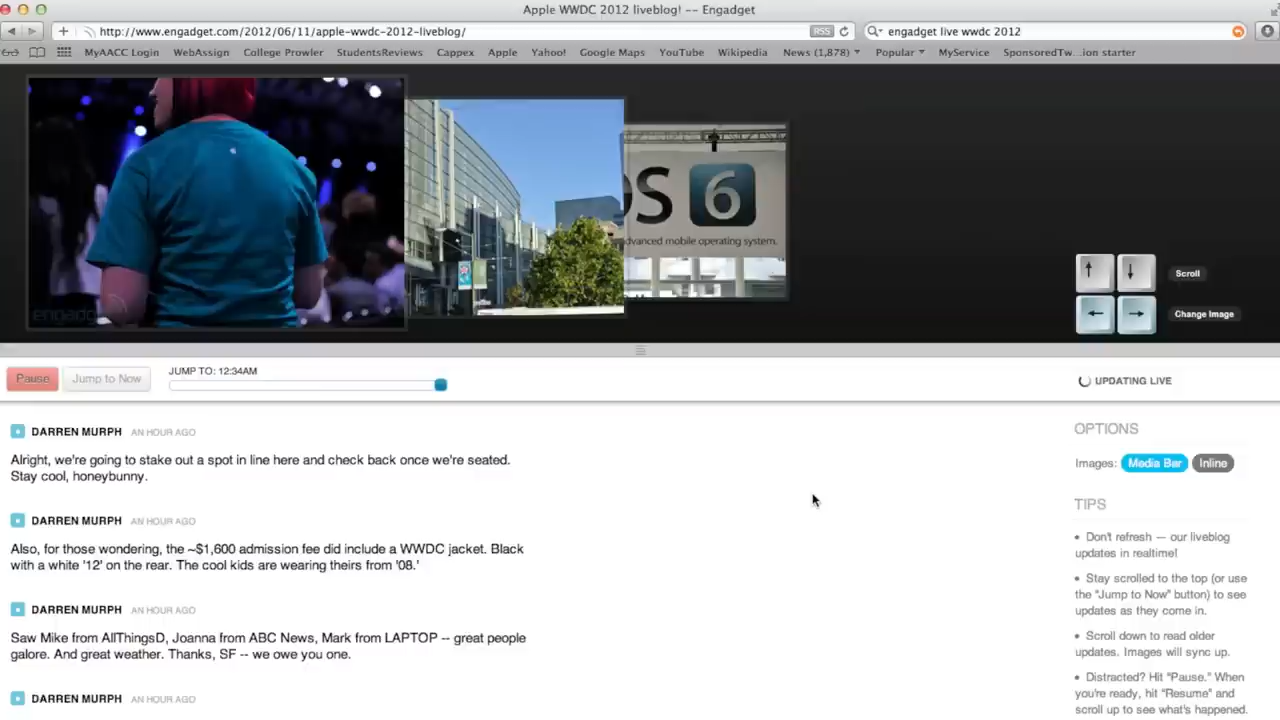 Apple WWDC 2012 liveblog! -- Engadget
http://www.engadget.com/2012/06/11/apple-wwdc-2012-liveblog/
RSS
engadget live wwdc 2012
MyAACC Login
WebAssign
College Prowler
StudentsReviews
Cappex
Apple
Yahoo!
Google Maps
YouTube
Wikipedia
News (1,878)
Popular
MyService
SponsoredTw...ion starter
engadg
OS 6
advanced mobile operating system.
Scroll
Change Image
Pause
Jump to Now
JUMP TO: 12:34AM
UPDATING LIVE
DARREN MURPH AN HOUR AGO
Alright, we're going to stake out a spot in line here and check back once we're seated.
Stay cool, honeybunny.
DARREN MURPH AN HOUR AGO
Also, for those wondering, the ~$1,600 admission fee did include a WWDC jacket. Black
with a white '12' on the rear. The cool kids are wearing theirs from '08.'
DARREN MURPH AN HOUR AGO
Saw Mike from AllThingsD, Joanna from ABC News, Mark from LAPTOP -- great people
galore. And great weather. Thanks, SF -- we owe you one.
DARREN MURPH AN HOUR AGO
OPTIONS
Images: Media Bar Inline
TIPS
• Don't refresh — our liveblog
updates in realtime!
• Stay scrolled to the top (or use
the "Jump to Now" button) to see
updates as they come in.
• Scroll down to read older
updates. Images will sync up.
• Distracted? Hit "Pause." When
you're ready, hit "Resume" and
scroll up to see what's happened.